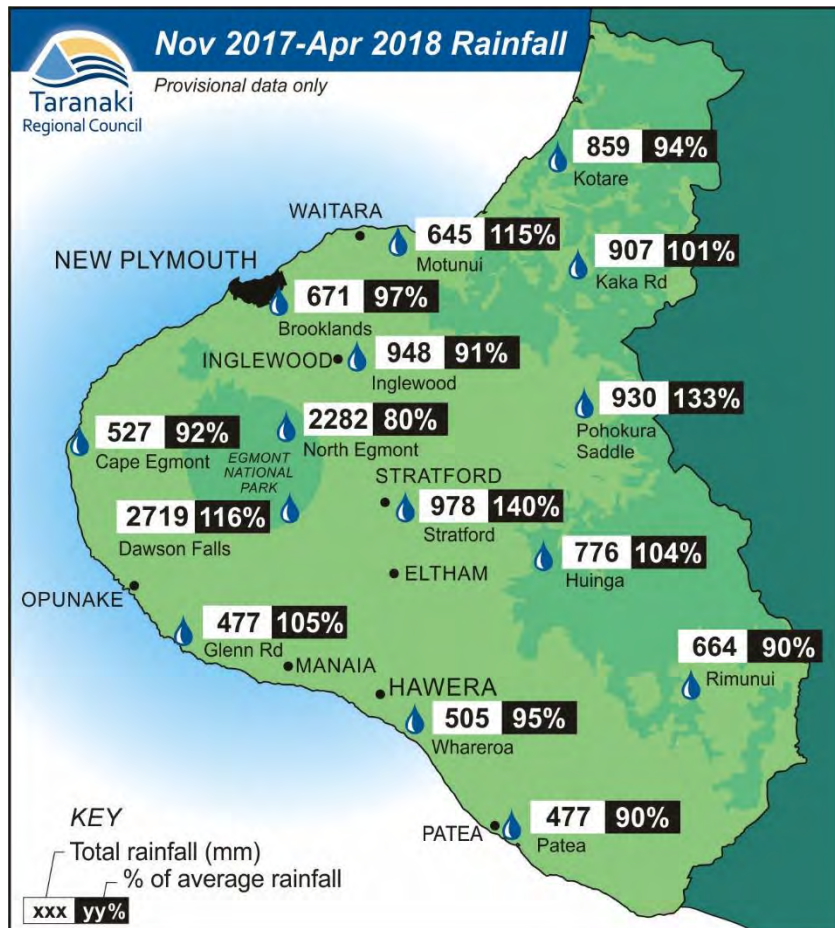 Nov 2017-Apr 2018 Rainfall
Taranaki
Regional Council
Provisional data only
859 94%
Kotare
WAITARA
645 115%
Motunui
NEW PLYMOUTH
907 101%
Kaka Rd
671 97%
Brooklands
INGLEWOOD
948 91%
Inglewood
930 133%
Pohokura
Saddle
527 92%
Cape Egmont
2282 80%
North Egmont
EGMONT
NATIONAL
PARK
STRATFORD
978 140%
Stratford
2719 116%
Dawson Falls
776 104%
Huinga
ELTHAM
OPUNAKE
477 105%
Glenn Rd
MANAIA
664 90%
Rimunui
HAWERA
505 95%
Whareroa
PATEA
477 90%
Patea
KEY
Total rainfall (mm)
% of average rainfall
xxx yy%